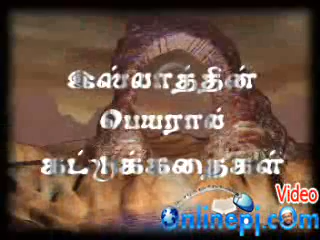 இஸ்லாத்தின்
பெயரால்
கட்டுக்கதைகள்
Video
Onlinepj.com